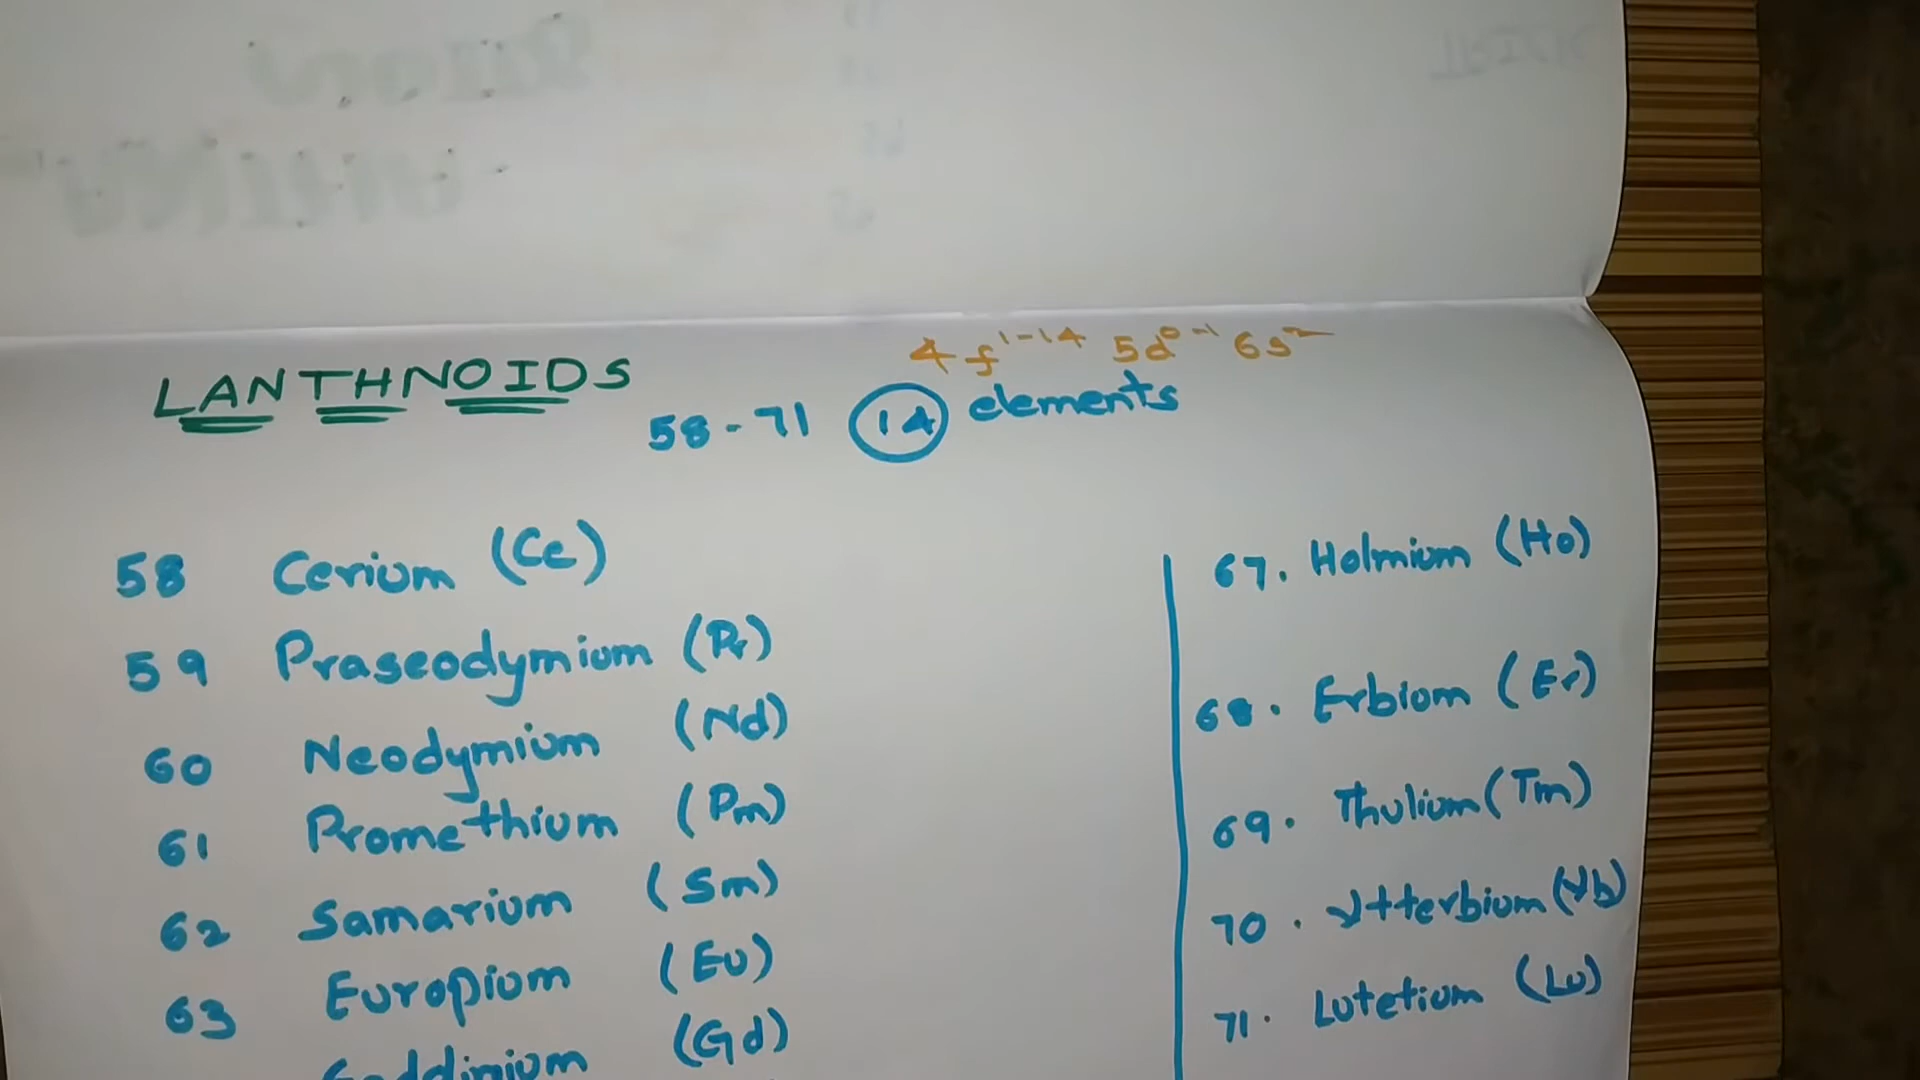 LANTHNOIDS
4f¹⁻¹⁴ 5d⁰⁻¹ 6s²
58-71 14 elements
58 Cerium (Ce)
59 Praseodymium (Pr)
60 Neodymium (Nd)
61 Promethium (Pm)
62 Samarium (Sm)
63 Europium (Eu)
(Gd)
67. Holmium (Ho)
68. Erbium (Er)
69. Thulium (Tm)
70. Ytterbium (Yb)
71. Lutetium (Lu)